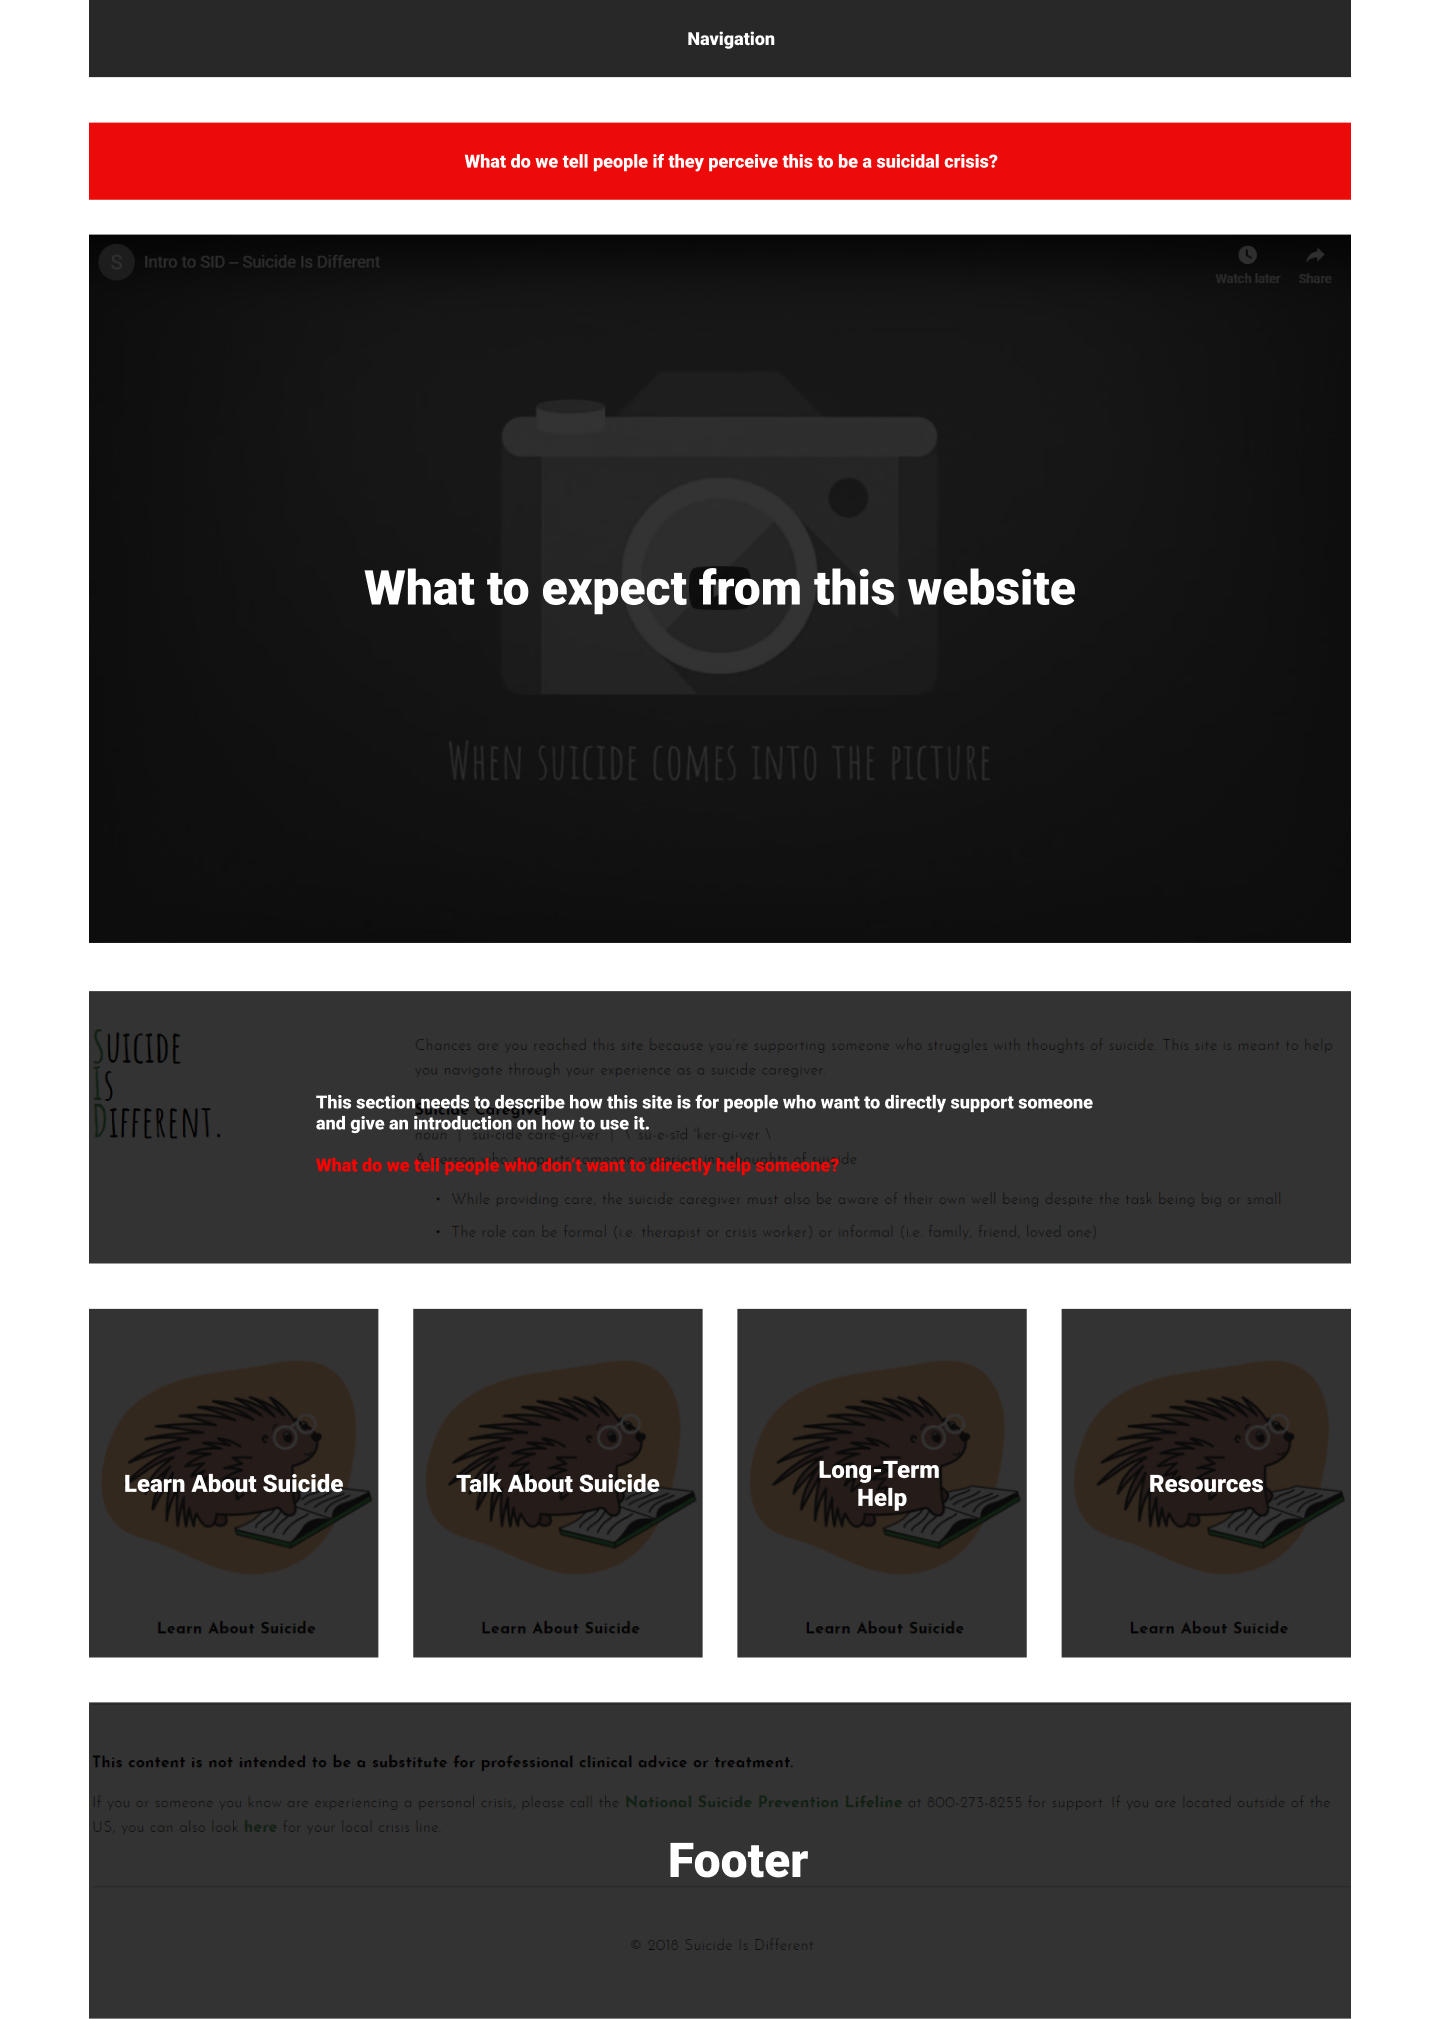 Navigation
What do we tell people if they perceive this to be a suicidal crisis?
S Intro to SID – Suicide Is Different
Watch later Share
What to expect from this website
When suicide comes into the picture
Suicide
Is
Different.
Chances are you reached this site because you're supporting someone who struggles with thoughts of suicide. This site is meant to help
you navigate through your experience as a suicide caregiver.
This section needs to describe how this site is for people who want to directly support someone
and give an introduction on how to use it.
Suicide Caregiver
noun | sui·cide care·gi·ver | \ ˈsü-ə-sīd ˈker-gi-ver \
A person who supports someone experiencing thoughts of suicide
What do we tell people who don't want to directly help someone?
• While providing care, the suicide caregiver must also be aware of their own well being despite the task being big or small
• The role can be formal (i.e. therapist or crisis worker) or informal (i.e. family, friend, loved one)
Learn About Suicide
Talk About Suicide
Long-Term
Help
Resources
Learn About Suicide
Learn About Suicide
Learn About Suicide
Learn About Suicide
This content is not intended to be a substitute for professional clinical advice or treatment.
If you or someone you know are experiencing a personal crisis, please call the National Suicide Prevention Lifeline at 800-273-8255 for support. If you are located outside of the
US, you can also look here for your local crisis line.
Footer
© 2018 Suicide Is Different